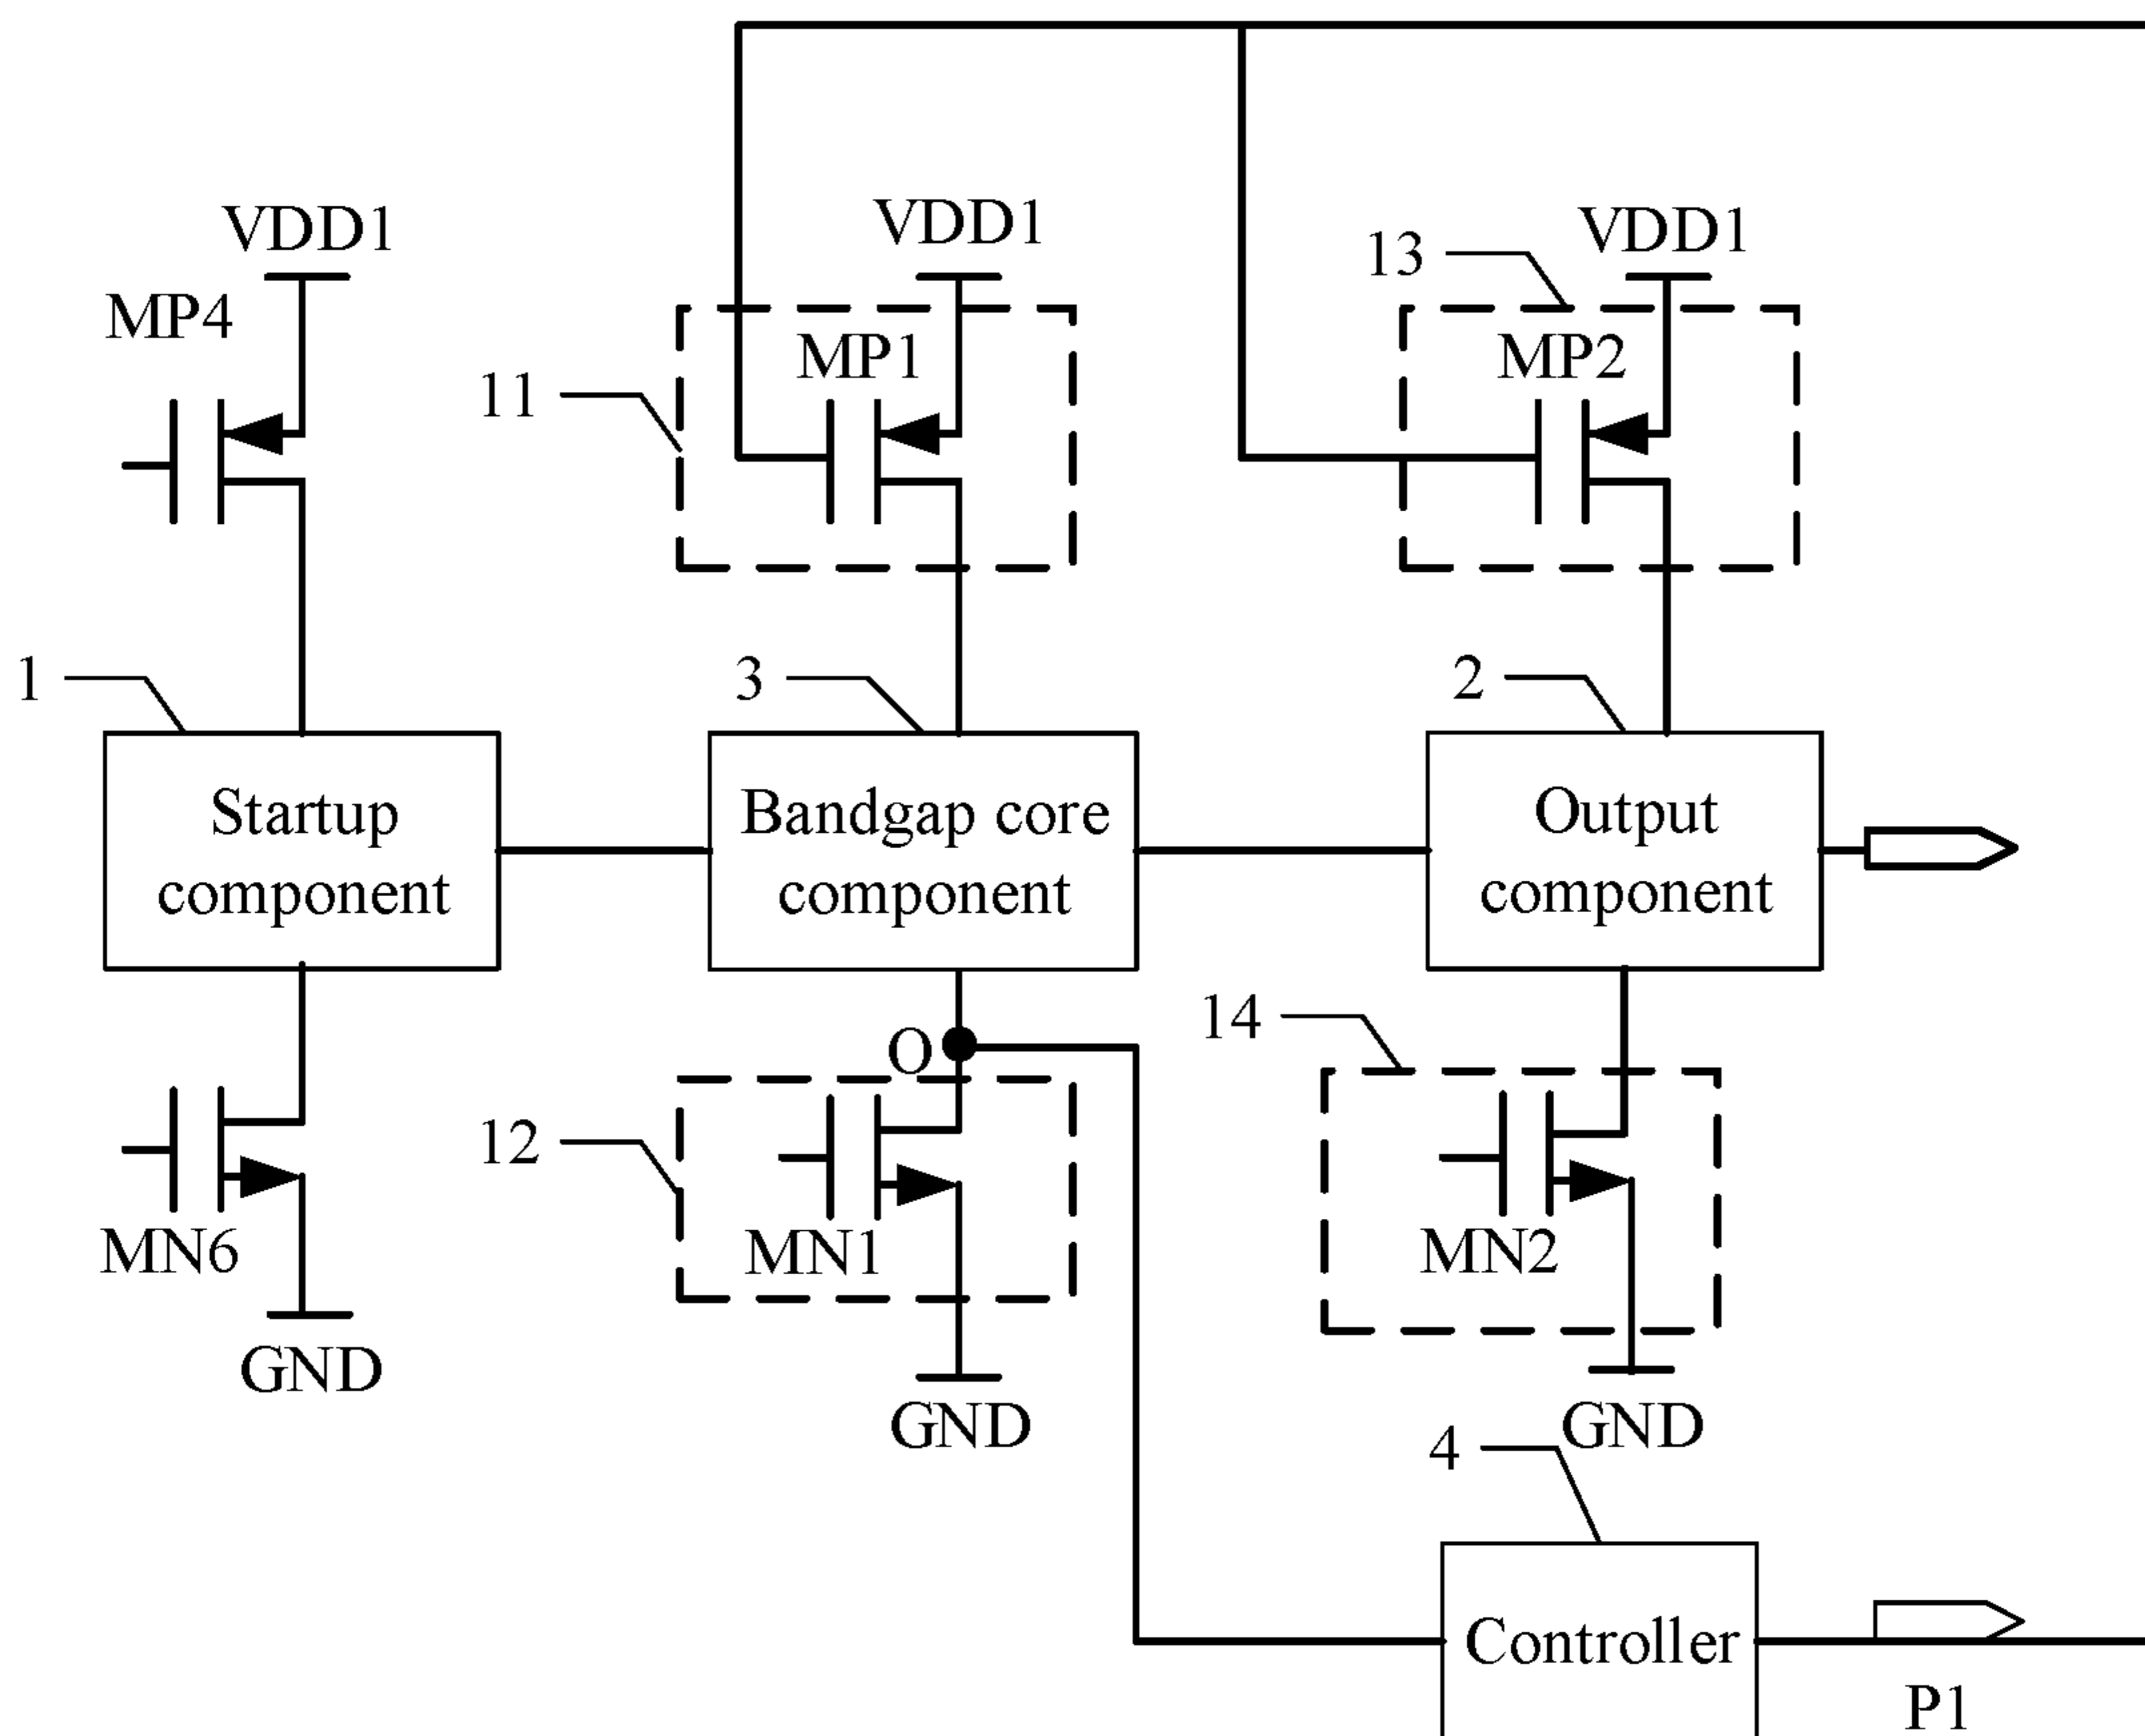 VDD1
VDD1
VDD1
13
MP4
MP1
MP2
11
1
3
2
Startup
component
Bandgap core
component
Output
component
14
O
12
MN6
MN1
MN2
GND
GND
GND
4
Controller
P1